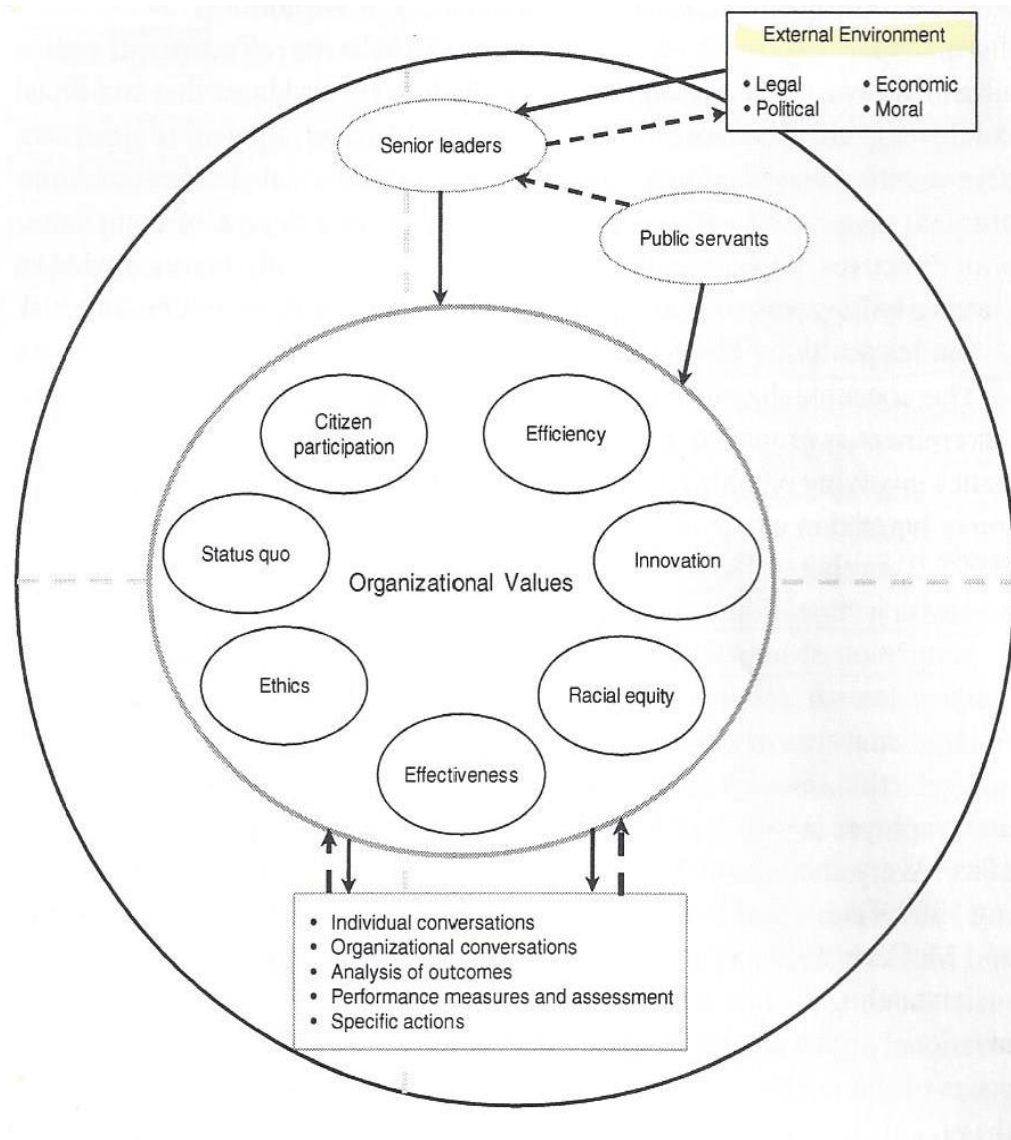 External Environment
• Legal • Economic
• Political • Moral
Senior leaders
Public servants
Citizen
participation
Efficiency
Status quo
Innovation
Organizational Values
Ethics
Racial equity
Effectiveness
• Individual conversations
• Organizational conversations
• Analysis of outcomes
• Performance measures and assessment
• Specific actions